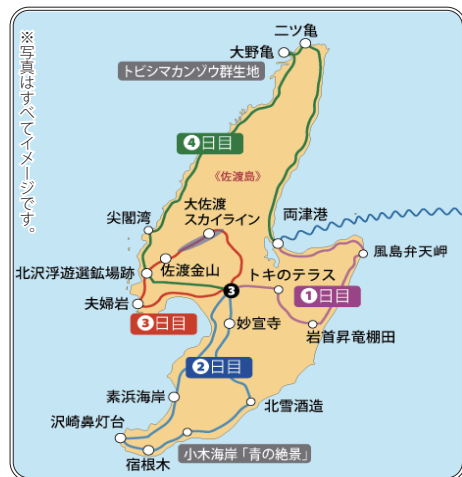 ※写真はすべてイメージです。
二ツ亀
大野亀
トビシマカンゾウ群生地
❹日目
《佐渡島》
大佐渡
スカイライン
尖閣湾
両津港
風島弁天岬
北沢浮遊選鉱場跡
佐渡金山
トキのテラス
❸
❶日目
夫婦岩
❸日目
妙宣寺
岩首昇竜棚田
❷日目
素浜海岸
北雪酒造
沢崎鼻灯台
宿根木
小木海岸「青の絶景」